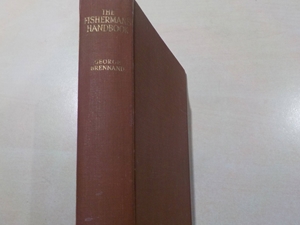 THE
FISHERMAN'S
HANDBOOK
GEORGE
BRENNAND